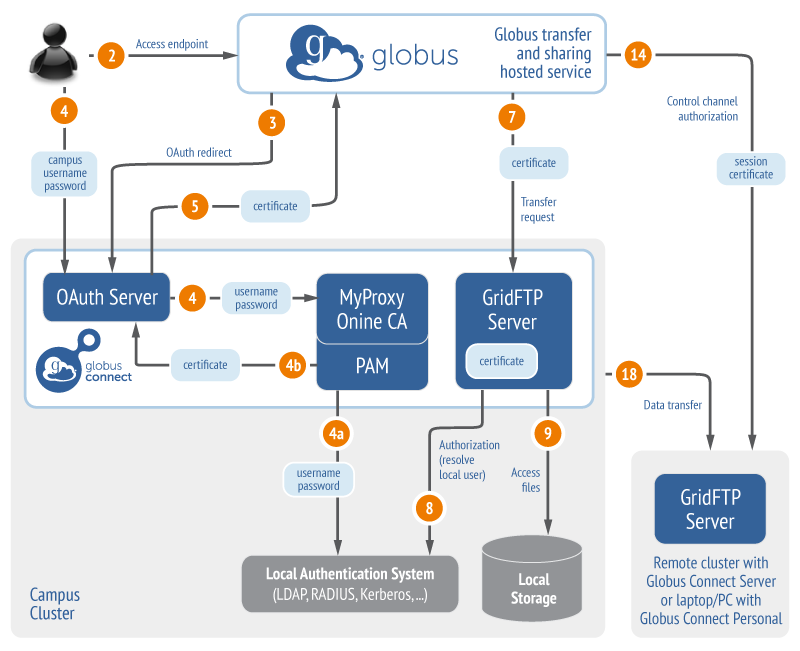 2
Access endpoint
g
globus
Globus transfer
and sharing
hosted service
14
4
3
7
Control channel
authorization
campus
username
password
OAuth redirect
certificate
session
certificate
5
certificate
Transfer
request
OAuth Server
4
username
password
MyProxy
Onine CA
GridFTP
Server
g
globus
connect
certificate
4b
PAM
certificate
18
Data transfer
4a
Authorization
(resolve
local user)
9
Access
files
username
password
8
GridFTP
Server
Local Authentication System
(LDAP, RADIUS, Kerberos, ...)
Local
Storage
Remote cluster with
Globus Connect Server
or laptop/PC with
Globus Connect Personal
Campus
Cluster